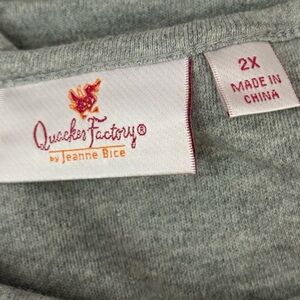 Quacker Factory®
by Jeanne Bice
2X
MADE IN
CHINA